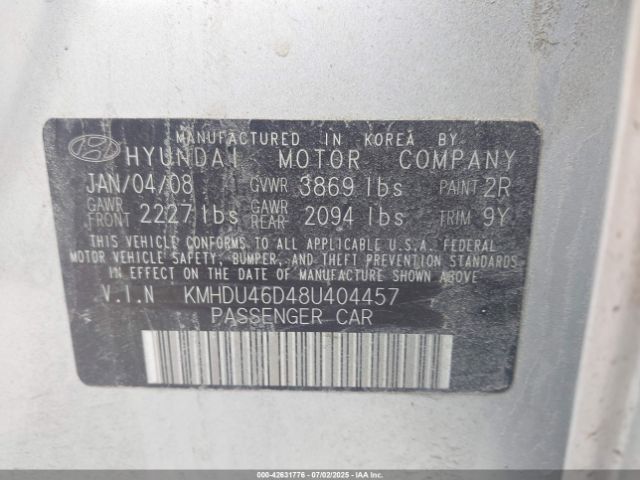 MANUFACTURED IN KOREA BY
HYUNDAI MOTOR COMPANY
JAN/04/08 GVWR 3869 lbs PAINT 2R
GAWR FRONT 2227 lbs GAWR REAR 2094 lbs TRIM 9Y
THIS VEHICLE CONFORMS TO ALL APPLICABLE U.S.A. FEDERAL
MOTOR VEHICLE SAFETY, BUMPER, AND THEFT PREVENTION STANDARDS
IN EFFECT ON THE DATE OF MANUFACTURE SHOWN ABOVE.
V.I.N KMHDU46D48U404457
PASSENGER CAR
000-42631776 - 07/02/2025 - IAAI.COM